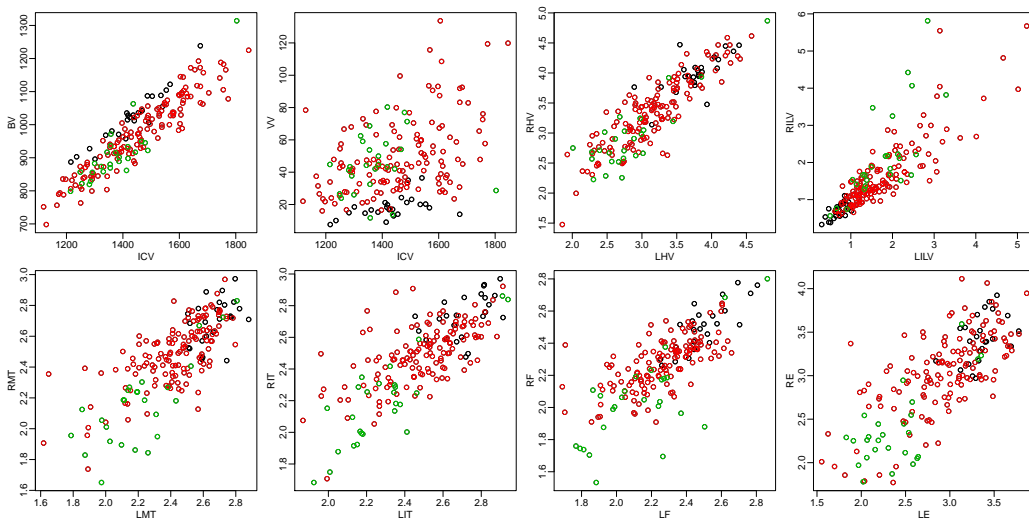 BV
700 800 900 1000 1100 1300
1200 1400 1600 1800
ICV
VV
20 40 60 80 100 120
1200 1400 1600 1800
ICV
RHV
1.5 2.0 2.5 3.0 3.5 4.0 4.5 5.0
2.0 2.5 3.0 3.5 4.0 4.5
LHV
RILV
1 2 3 4 5 6
1 2 3 4 5
LILV
RMT
1.6 1.8 2.0 2.2 2.4 2.6 2.8 3.0
1.6 1.8 2.0 2.2 2.4 2.6 2.8
LMT
RIT
1.8 2.0 2.2 2.4 2.6 2.8 3.0
2.0 2.2 2.4 2.6 2.8
LIT
RF
1.6 1.8 2.0 2.2 2.4 2.6 2.8
1.8 2.0 2.2 2.4 2.6 2.8
LF
RE
2.0 2.5 3.0 3.5 4.0
1.5 2.0 2.5 3.0 3.5
LE